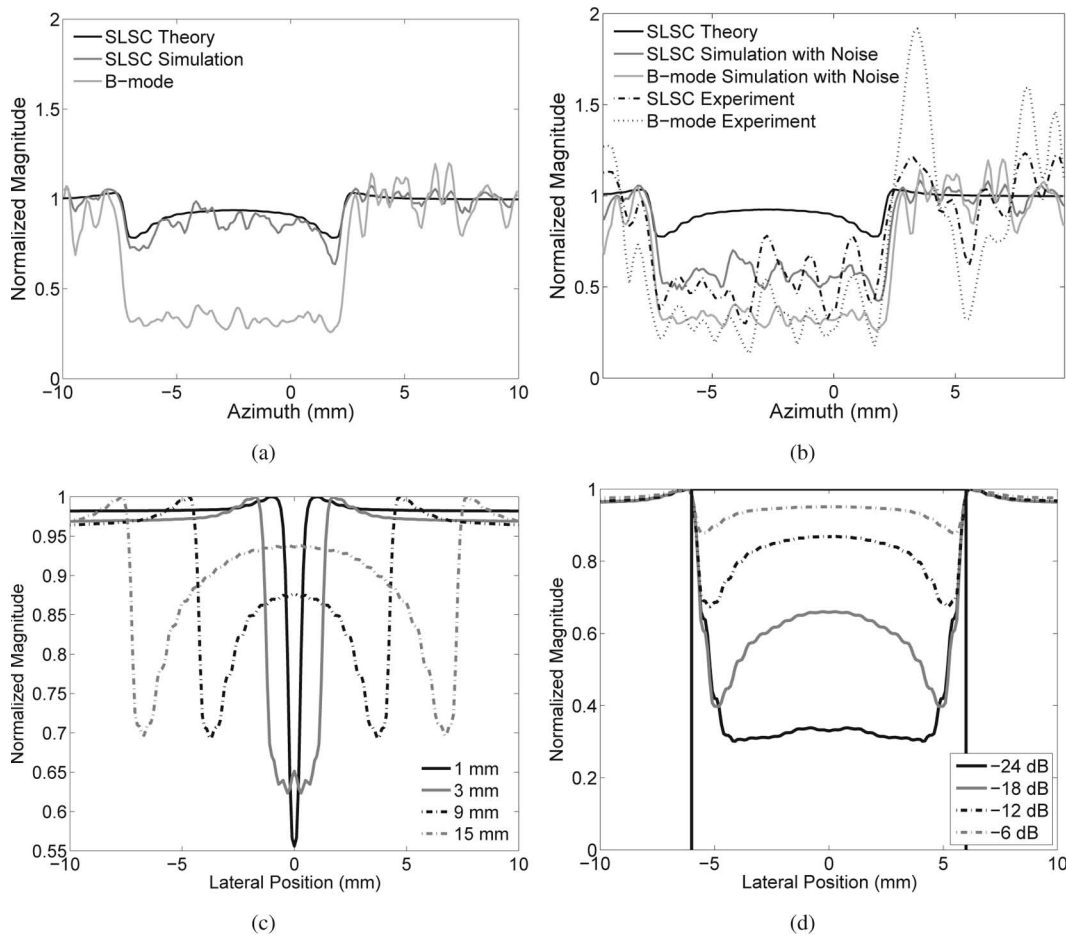 2
1.5
1
0.5
0
Normalized Magnitude
SLSC Theory
SLSC Simulation
B−mode
−10
−5
0
5
10
Azimuth (mm)
(a)
2
1.5
1
0.5
0
Normalized Magnitude
SLSC Theory
SLSC Simulation with Noise
B−mode Simulation with Noise
SLSC Experiment
B−mode Experiment
−5
0
5
Azimuth (mm)
(b)
1
0.95
0.9
0.85
0.8
0.75
0.7
0.65
0.6
0.55
Normalized Magnitude
1 mm
3 mm
9 mm
15 mm
−10
−5
0
5
10
Lateral Position (mm)
(c)
1
0.8
0.6
0.4
0.2
0
Normalized Magnitude
−24 dB
−18 dB
−12 dB
−6 dB
−10
−5
0
5
10
Lateral Position (mm)
(d)